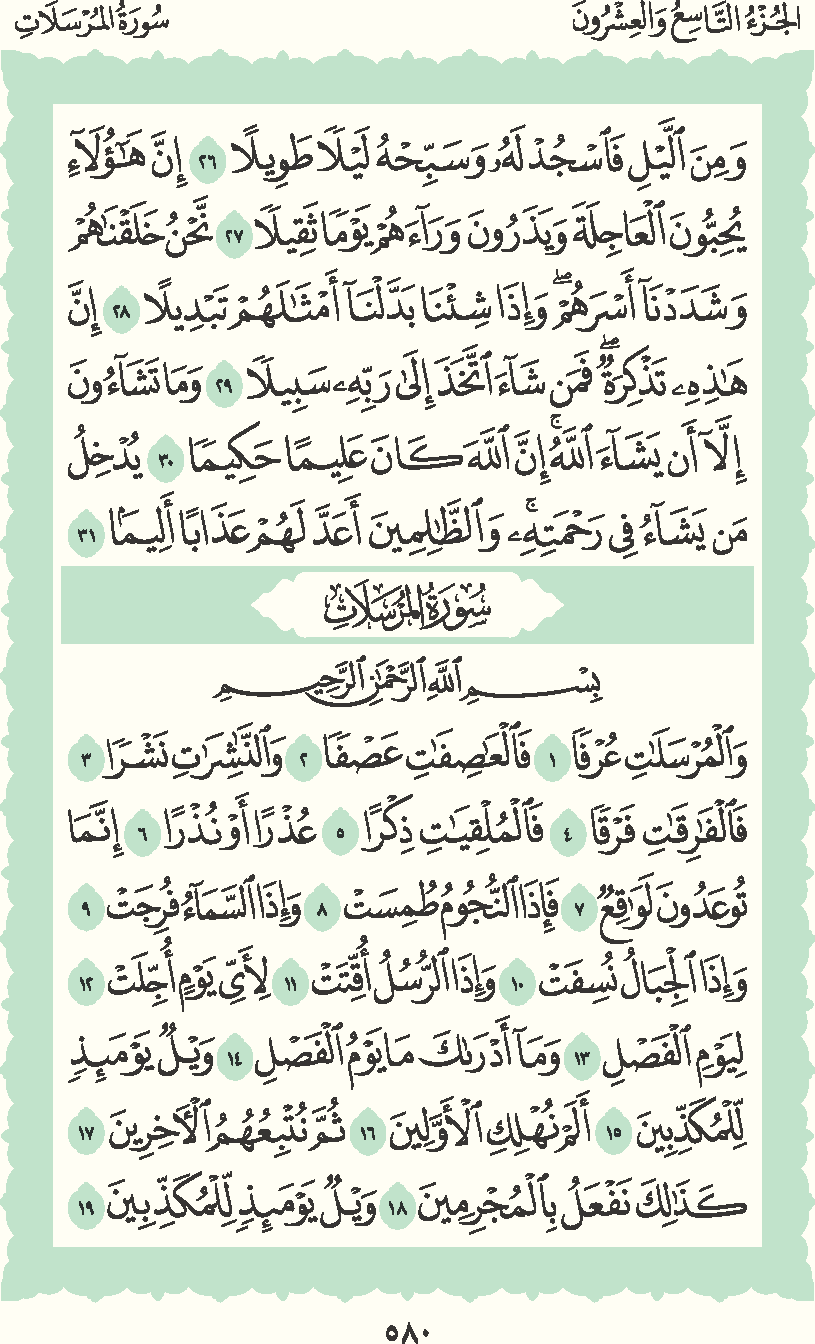 الجُزْءُ التَّاسِعُ وَالعِشْرُونَ
سُورَةُ المُرْسَلَاتِ
وَمِنَ ٱلَّيْلِ فَٱسْجُدْ لَهُۥ وَسَبِّحْهُ لَيْلًا طَوِيلًا ٢٦ إِنَّ هَـٰٓؤُلَآءِ
يُحِبُّونَ ٱلْعَاجِلَةَ وَيَذَرُونَ وَرَآءَهُمْ يَوْمًا ثَقِيلًا ٢٧ نَّحْنُ خَلَقْنَـٰهُمْ
وَشَدَدْنَآ أَسْرَهُمْ ۖ وَإِذَا شِئْنَا بَدَّلْنَآ أَمْثَـٰلَهُمْ تَبْدِيلًا ٢٨ إِنَّ
هَـٰذِهِۦ تَذْكِرَةٌ ۖ فَمَن شَآءَ ٱتَّخَذَ إِلَىٰ رَبِّهِۦ سَبِيلًا ٢٩ وَمَا تَشَآءُونَ
إِلَّآ أَن يَشَآءَ ٱللَّهُ ۚ إِنَّ ٱللَّهَ كَانَ عَلِيمًا حَكِيمًا ٣٠ يُدْخِلُ
مَن يَشَآءُ فِى رَحْمَتِهِۦ ۚ وَٱلظَّـٰلِمِينَ أَعَدَّ لَهُمْ عَذَابًا أَلِيمًۢا ٣١
سُورَةُ المُرْسَلَاتِ
بِسْمِ ٱللَّهِ ٱلرَّحْمَـٰنِ ٱلرَّحِيمِ
وَٱلْمُرْسَلَـٰتِ عُرْفًا ١ فَٱلْعَـٰصِفَـٰتِ عَصْفًا ٢ وَٱلنَّـٰشِرَٰتِ نَشْرًا ٣
فَٱلْفَـٰرِقَـٰتِ فَرْقًا ٤ فَٱلْمُلْقِيَـٰتِ ذِكْرًا ٥ عُذْرًا أَوْ نُذْرًا ٦ إِنَّمَا
تُوعَدُونَ لَوَٰقِعٌ ٧ فَإِذَا ٱلنُّجُومُ طُمِسَتْ ٨ وَإِذَا ٱلسَّمَآءُ فُرِجَتْ ٩
وَإِذَا ٱلْجِبَالُ نُسِفَتْ ١٠ وَإِذَا ٱلرُّسُلُ أُقِّتَتْ ١١ لِأَىِّ يَوْمٍ أُجِّلَتْ ١٢
لِيَوْمِ ٱلْفَصْلِ ١٣ وَمَآ أَدْرَىٰكَ مَا يَوْمُ ٱلْفَصْلِ ١٤ وَيْلٌ يَوْمَئِذٍ
لِّلْمُكَذِّبِينَ ١٥ أَلَمْ نُهْلِكِ ٱلْأَوَّلِينَ ١٦ ثُمَّ نُتْبِعُهُمُ ٱلْـَٔاخِرِينَ ١٧
كَذَٰلِكَ نَفْعَلُ بِٱلْمُجْرِمِينَ ١٨ وَيْلٌ يَوْمَئِذٍ لِّلْمُكَذِّبِينَ ١٩
٥٨٠